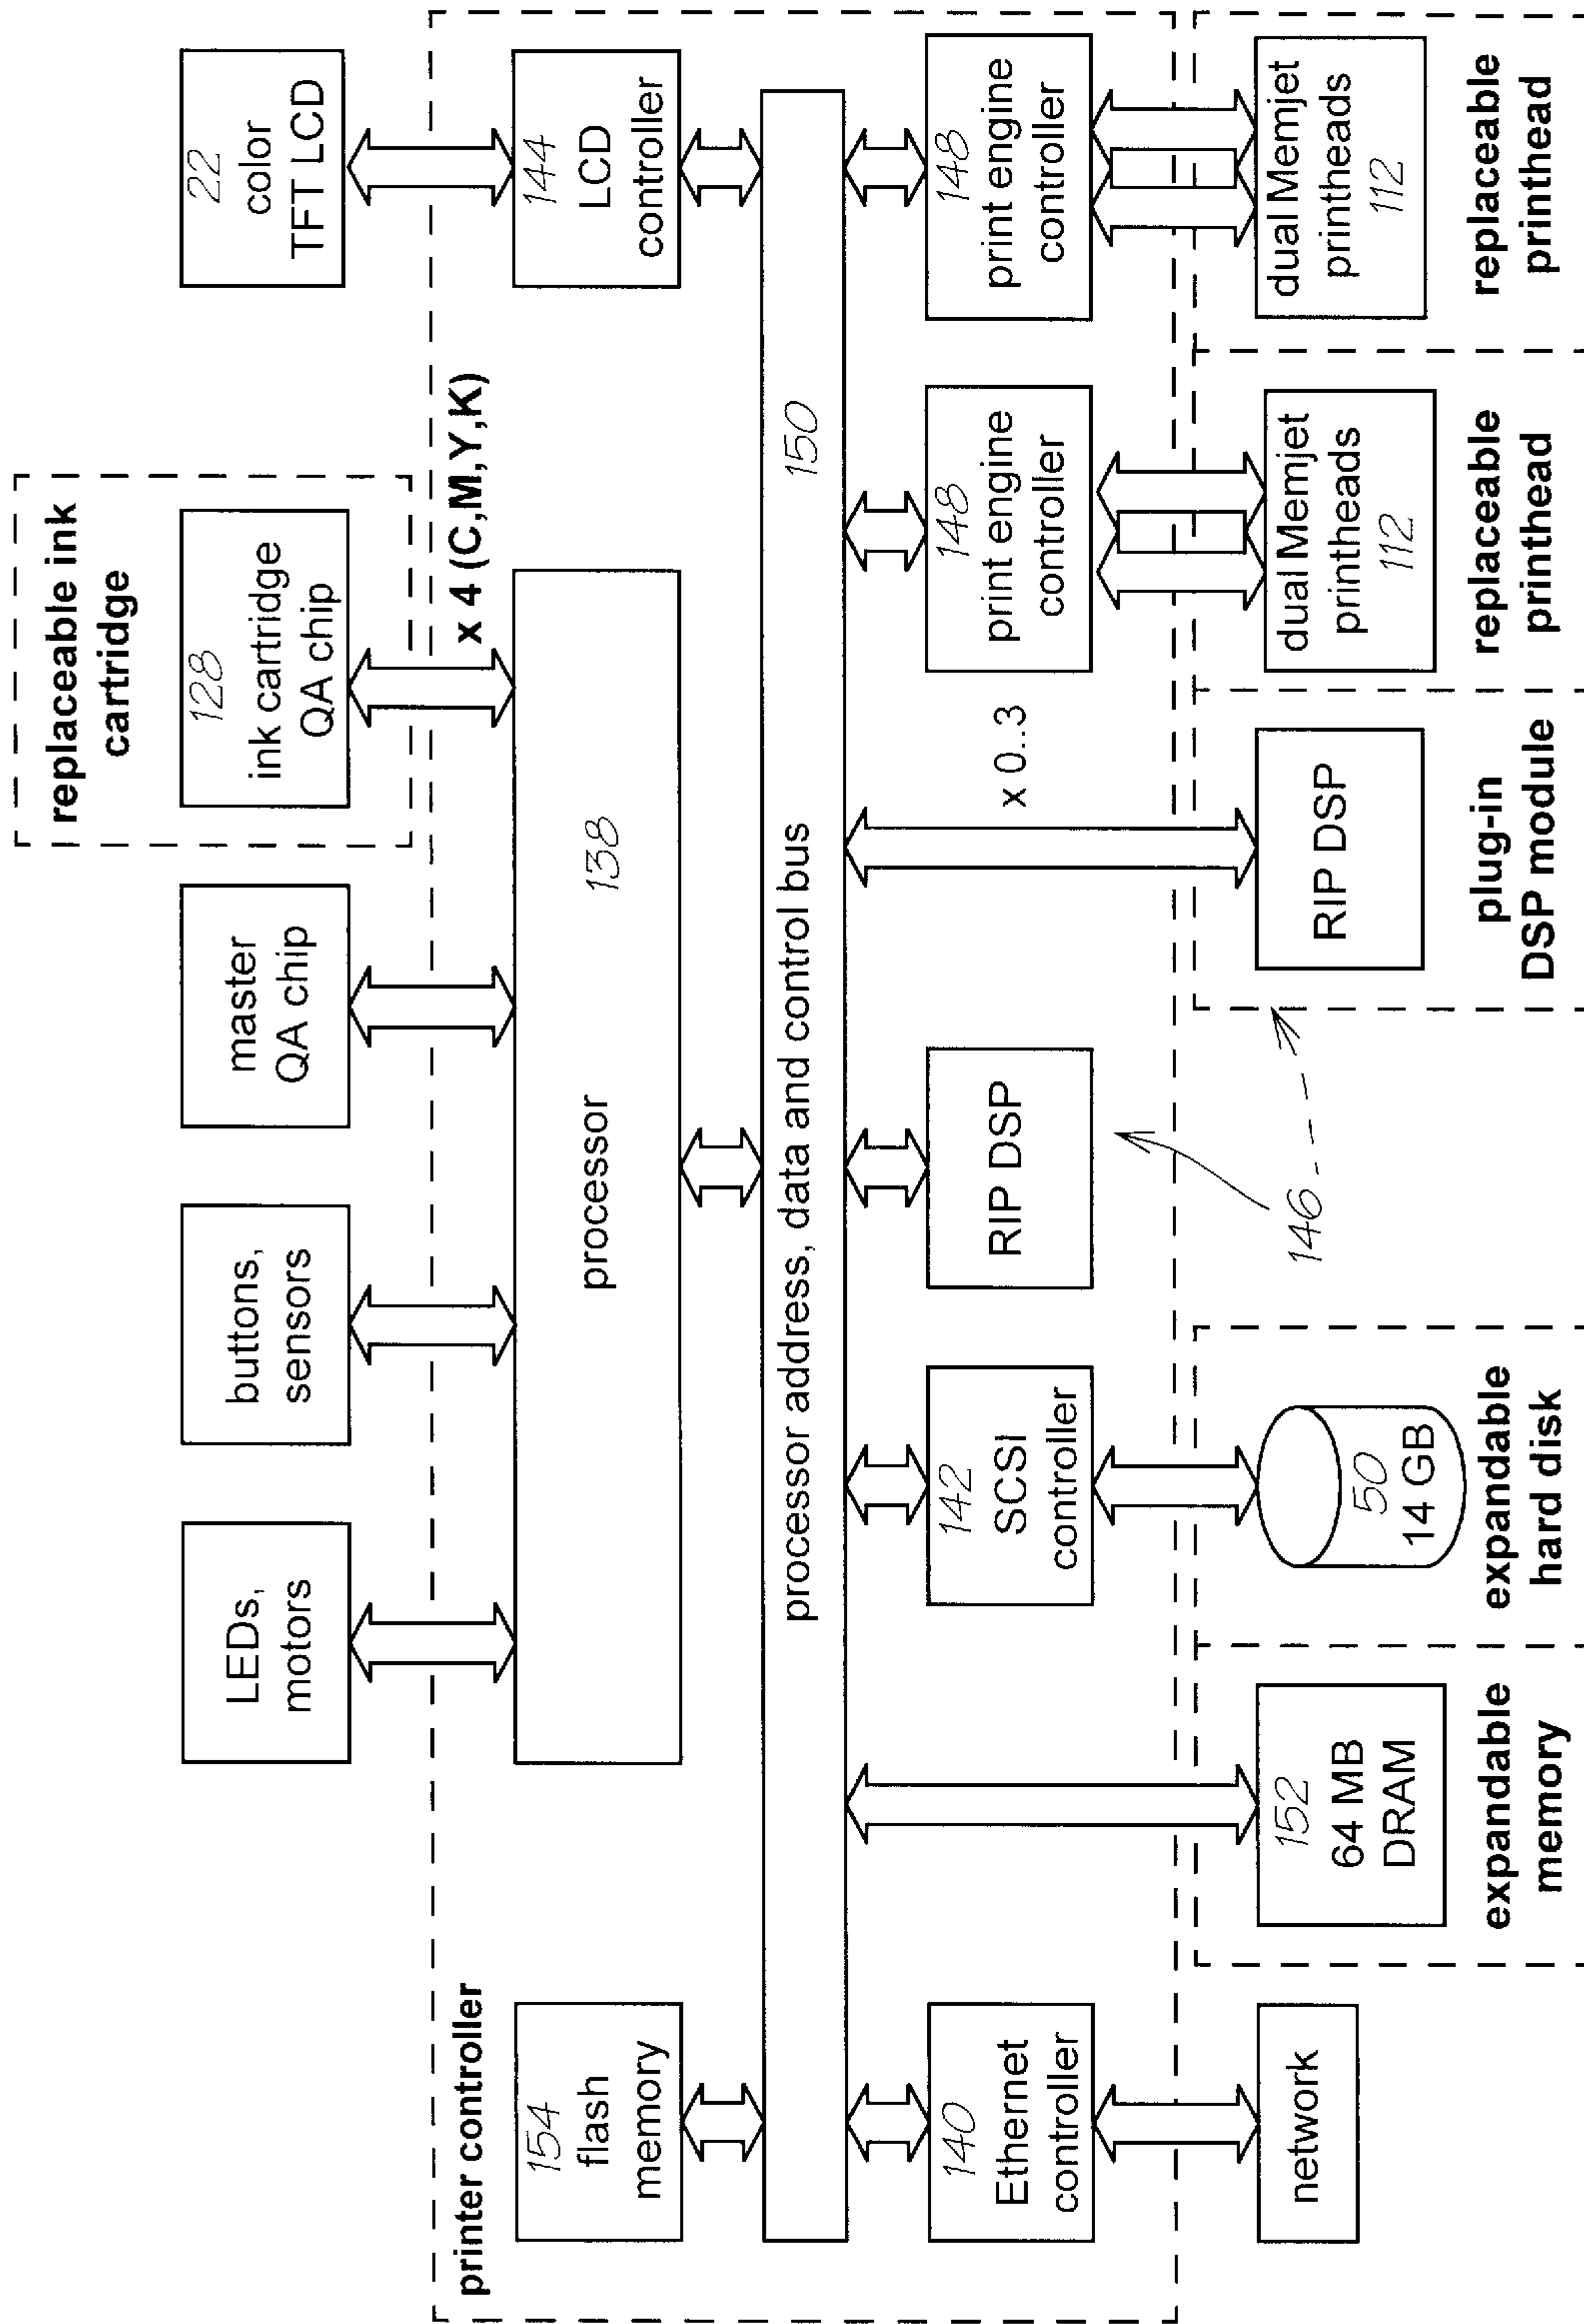 replaceable ink
cartridge
LEDs,
motors
buttons,
sensors
master
QA chip
128
ink cartridge
QA chip
22
color
TFT LCD
x 4 (C,M,Y,K)
printer controller
154
flash
memory
processor
138
144
LCD
controller
processor address, data and control bus
150
140
Ethernet
controller
142
SCSI
controller
RIP DSP
x 0..3
148
print engine
controller
148
print engine
controller
146
network
152
64 MB
DRAM
expandable
memory
50
14 GB
expandable
hard disk
RIP DSP
plug-in
DSP module
dual Memjet
printheads
112
replaceable
printhead
dual Memjet
printheads
112
replaceable
printhead